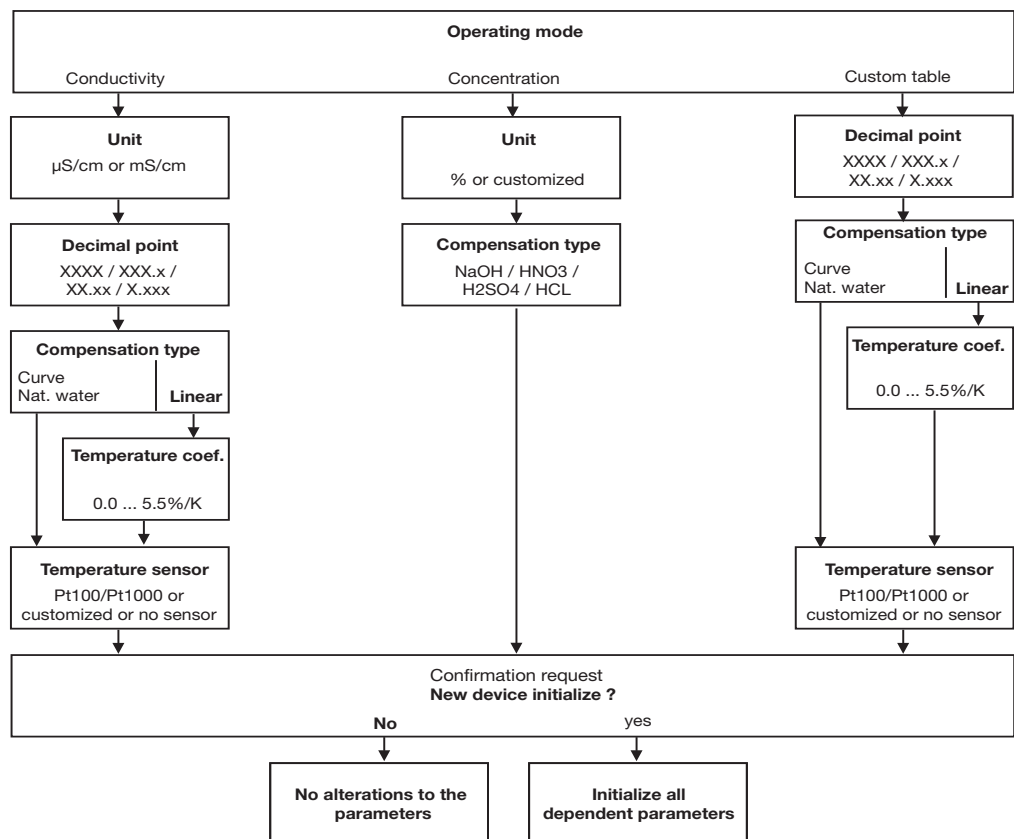 Operating mode
Conductivity
Concentration
Custom table
Unit
µS/cm or mS/cm
Decimal point
XXXX / XXX.x /
XX.xx / X.xxx
Compensation type
Curve
Nat. water
Linear
Temperature coef.
0.0 ... 5.5%/K
Temperature sensor
Pt100/Pt1000 or
customized or no sensor
Unit
% or customized
Compensation type
NaOH / HNO3 /
H2SO4 / HCL
Decimal point
XXXX / XXX.x /
XX.xx / X.xxx
Compensation type
Curve
Nat. water
Linear
Temperature coef.
0.0 ... 5.5%/K
Temperature sensor
Pt100/Pt1000 or
customized or no sensor
Confirmation request
New device initialize ?
No
yes
No alterations to the
parameters
Initialize all
dependent parameters